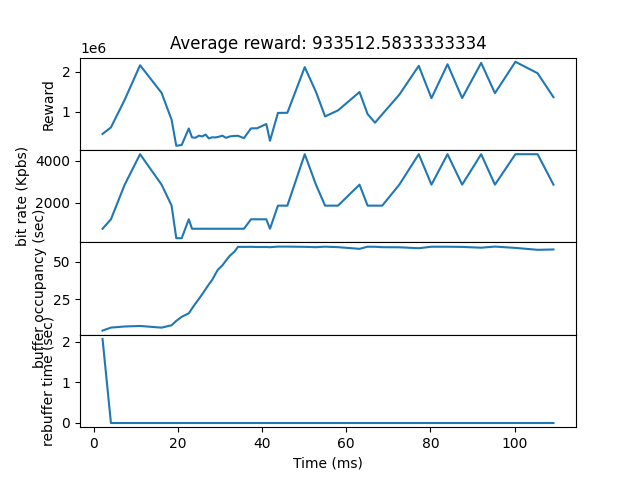 Average reward: 933512.5833333334
1e6
Reward
2
1
bit rate (Kpbs)
4000
2000
buffer occupancy (sec)
50
25
rebuffer time (sec)
2
1
0
0 20 40 60 80 100
Time (ms)